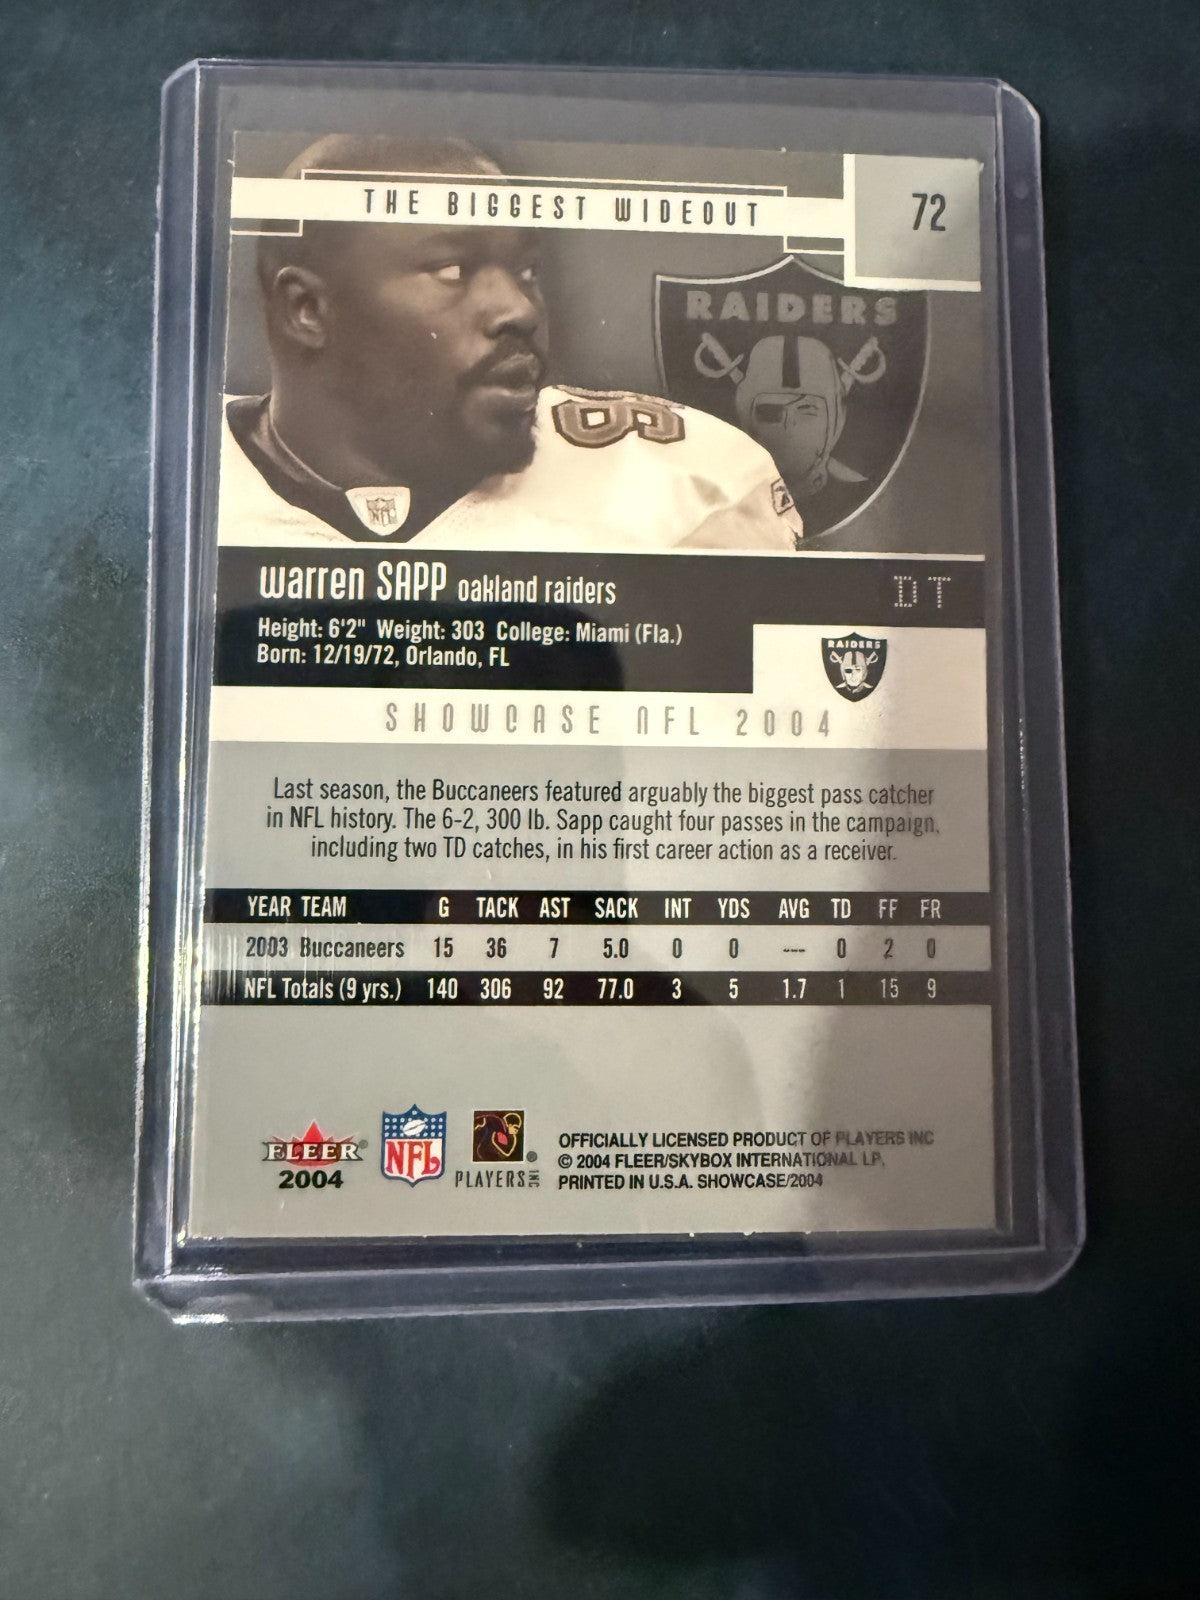 THE BIGGEST WIDEOUT
72
RAIDERS
9
NFL
warren SAPP oakland raiders
DT
Height: 6'2" Weight: 303 College: Miami (Fla.)
Born: 12/19/72, Orlando, FL
RAIDERS
SHOWCASE NFL 2004
Last season, the Buccaneers featured arguably the biggest pass catcher
in NFL history. The 6-2, 300 lb. Sapp caught four passes in the campaign,
including two TD catches, in his first career action as a receiver.
YEAR TEAM G TACK AST SACK INT YDS AVG TD FF FR
2003 Buccaneers 15 36 7 5.0 0 0 --- 0 2 0
NFL Totals (9 yrs.) 140 306 92 77.0 3 5 1.7 1 15 9
FLEER®
2004
NFL
®
PLAYERS INC
OFFICIALLY LICENSED PRODUCT OF PLAYERS INC
© 2004 FLEER/SKYBOX INTERNATIONAL LP,
PRINTED IN U.S.A. SHOWCASE/2004